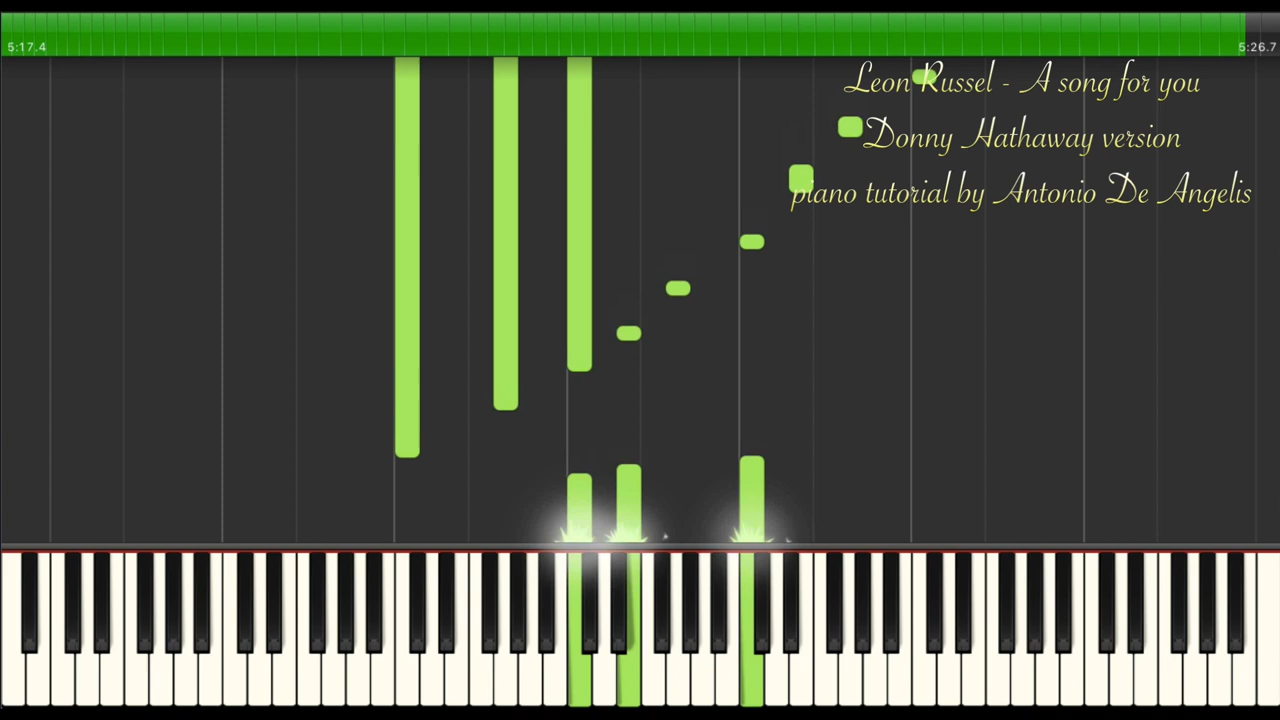 5:17.4
5:26.7
Leon Russel - A song for you
Donny Hathaway version
piano tutorial by Antonio De Angelis